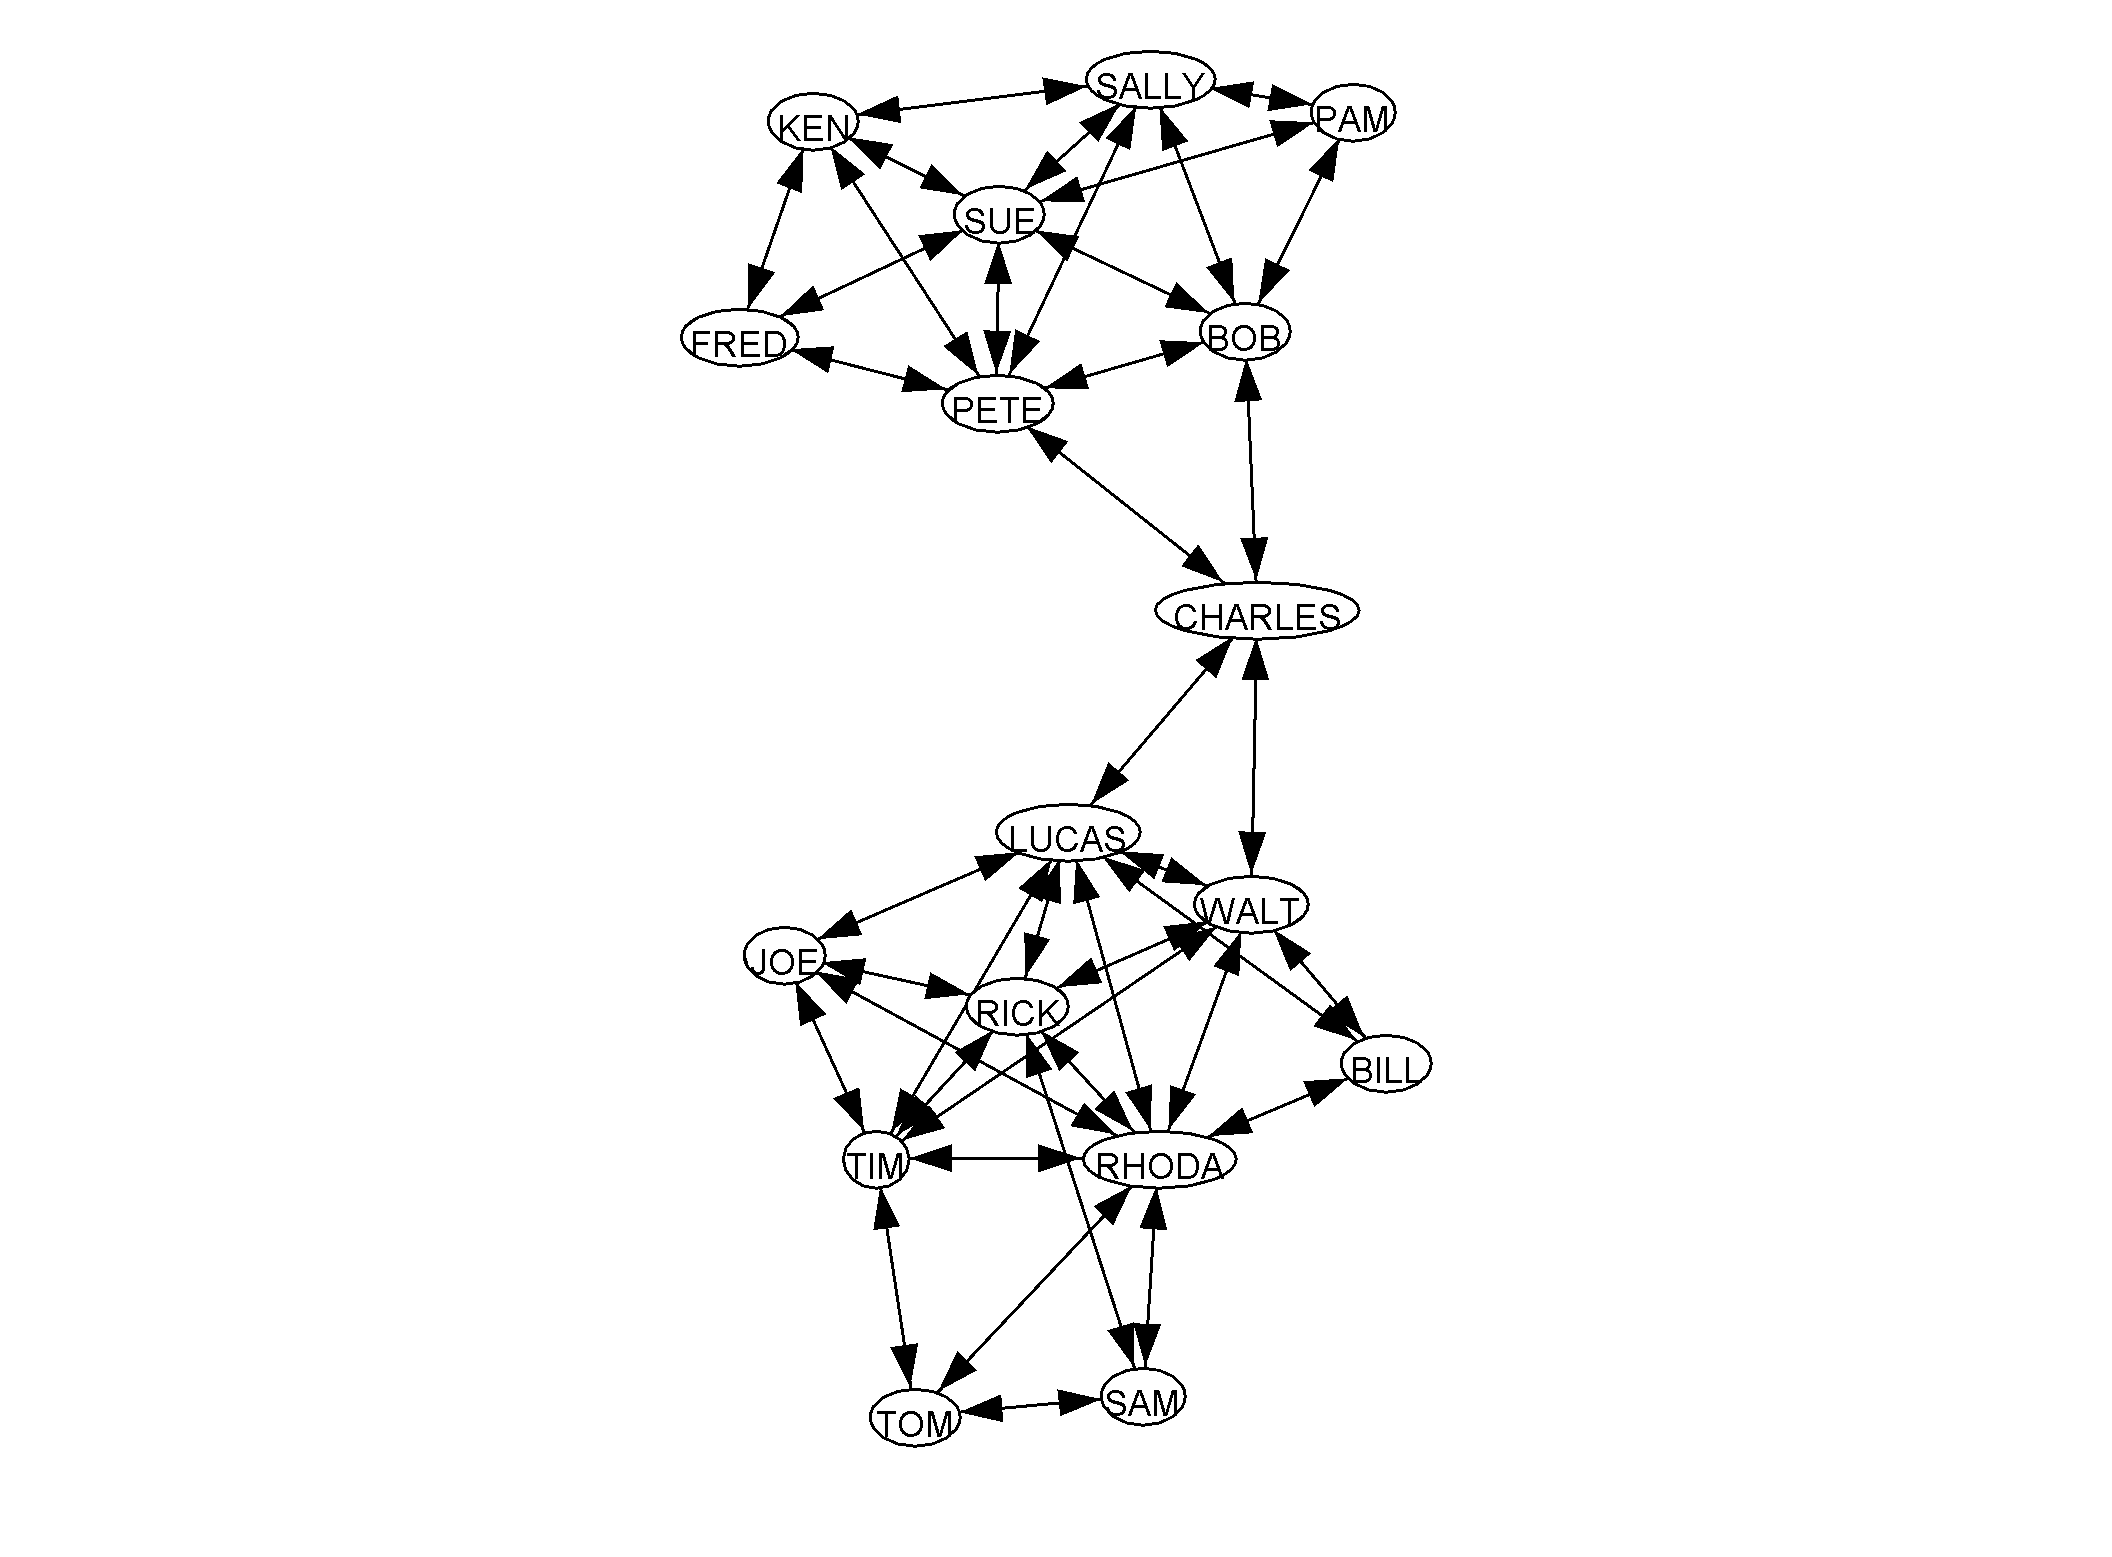 SALLY
PAM
KEN
SUE
BOB
FRED
PETE
CHARLES
LUCAS
WALT
JOE
RICK
BILL
TIM
RHODA
SAM
TOM